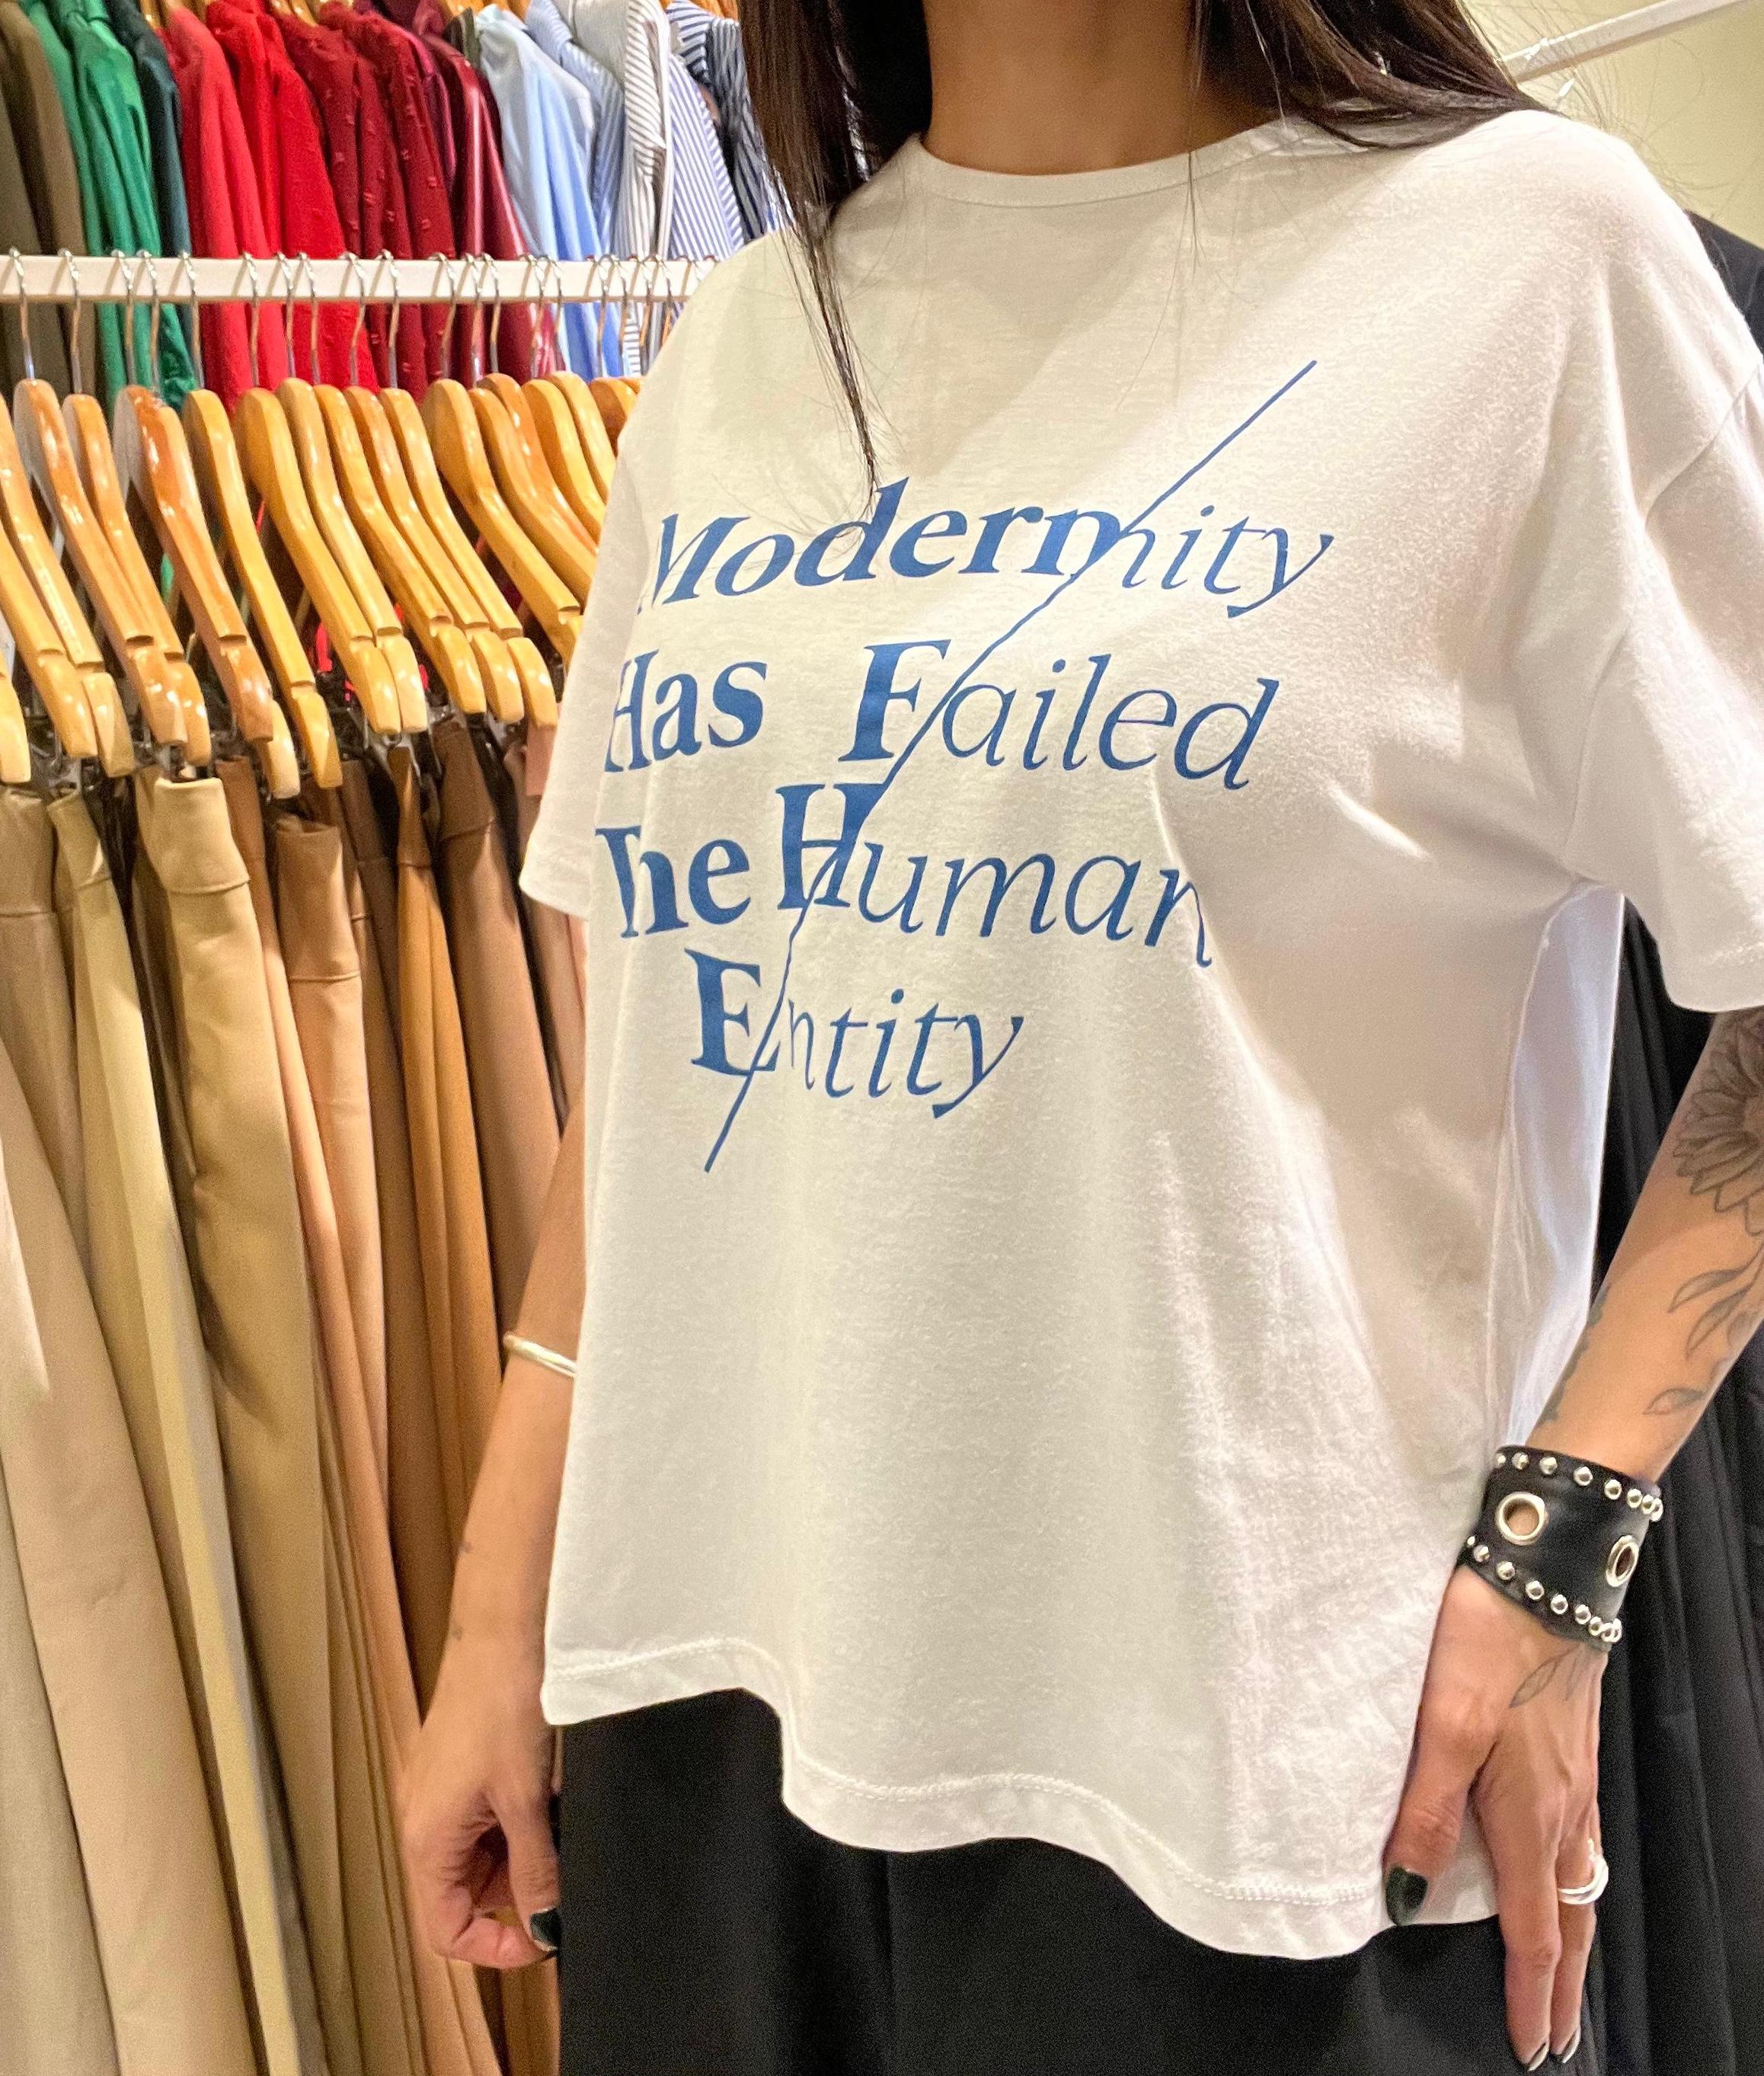 Modernity
Has Failed
The Human
Entity